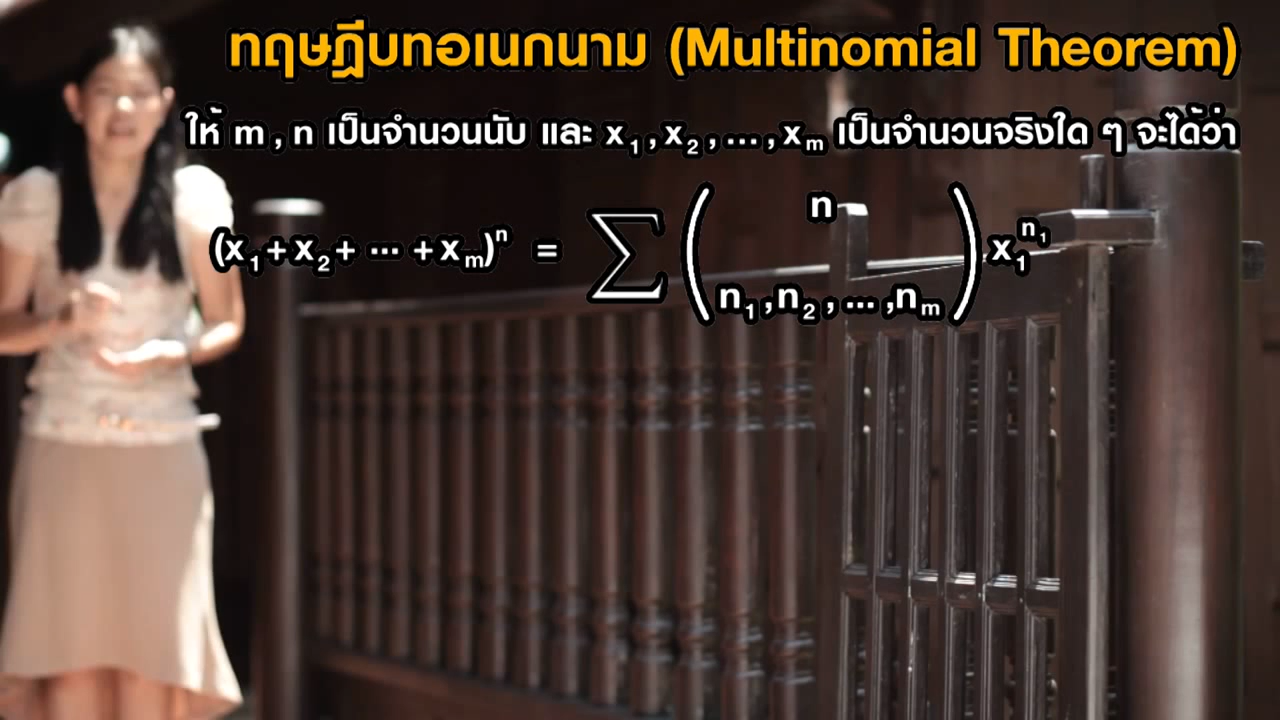 ทฤษฎีบทอเนกนาม (Multinomial Theorem)
ให้ m , n เป็นจำนวนนับ และ x₁ , x₂ , ... , xₘ เป็นจำนวนจริงใด ๆ จะได้ว่า
(x₁ + x₂ + ⋯ + xₘ)ⁿ = ∑ (n / n₁ , n₂ , ... , nₘ) x₁^n₁